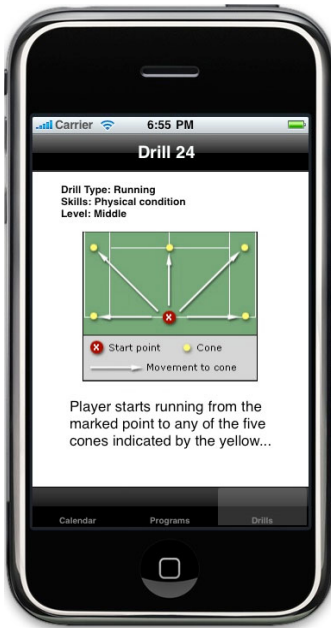 Carrier 6:55 PM
Drill 24
Drill Type: Running
Skills: Physical condition
Level: Middle
X
X Start point Cone
Movement to cone
Player starts running from the
marked point to any of the five
cones indicated by the yellow...
Calendar Programs Drills